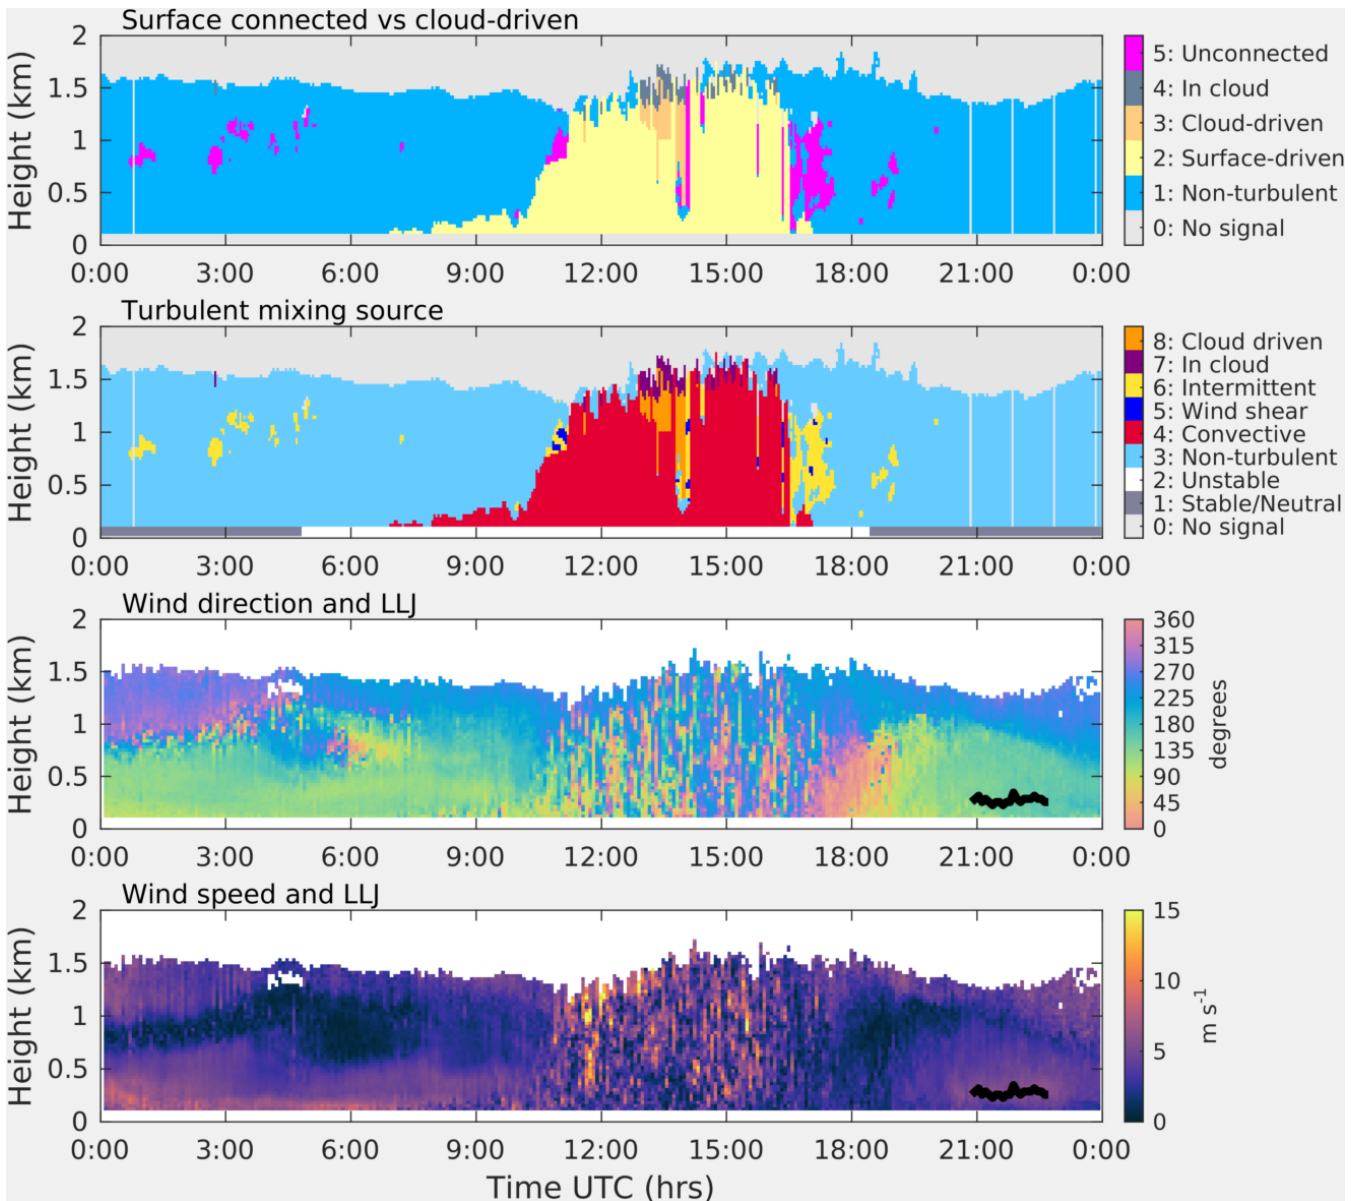 Surface connected vs cloud-driven
2
1.5
1
0.5
0
Height (km)
0:00 3:00 6:00 9:00 12:00 15:00 18:00 21:00 0:00
5: Unconnected
4: In cloud
3: Cloud-driven
2: Surface-driven
1: Non-turbulent
0: No signal
Turbulent mixing source
2
1.5
1
0.5
0
Height (km)
0:00 3:00 6:00 9:00 12:00 15:00 18:00 21:00 0:00
8: Cloud driven
7: In cloud
6: Intermittent
5: Wind shear
4: Convective
3: Non-turbulent
2: Unstable
1: Stable/Neutral
0: No signal
Wind direction and LLJ
2
1.5
1
0.5
0
Height (km)
0:00 3:00 6:00 9:00 12:00 15:00 18:00 21:00 0:00
360
315
270
225
180
135
90
45
0
degrees
Wind speed and LLJ
2
1.5
1
0.5
0
Height (km)
0:00 3:00 6:00 9:00 12:00 15:00 18:00 21:00 0:00
15
10
5
0
m s⁻¹
Time UTC (hrs)